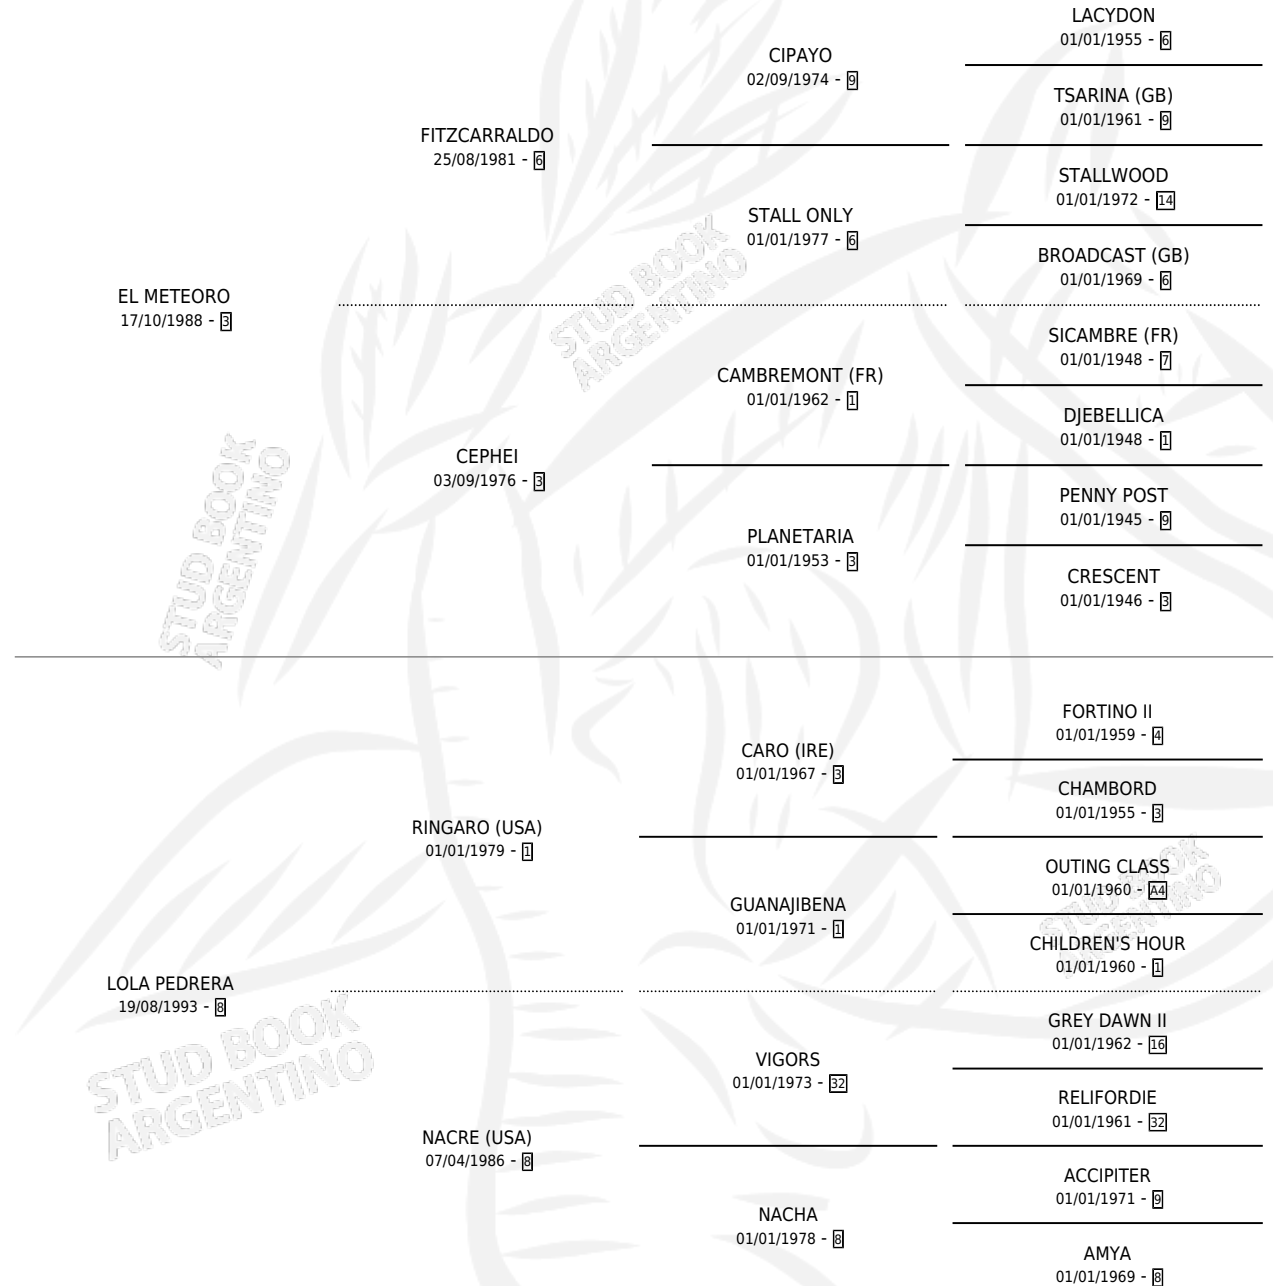 LACYDON
01/01/1955 - 6
CIPAYO
02/09/1974 - 9
TSARINA (GB)
01/01/1961 - 9
FITZCARRALDO
25/08/1981 - 6
STALLWOOD
01/01/1972 - 14
STALL ONLY
01/01/1977 - 6
BROADCAST (GB)
01/01/1969 - 6
EL METEORO
17/10/1988 - 3
STUD BOOK
ARGENTINO
SICAMBRE (FR)
01/01/1948 - 7
CAMBREMONT (FR)
01/01/1962 - 1
DJEBELLICA
01/01/1948 - 1
CEPHEI
03/09/1976 - 3
PENNY POST
01/01/1945 - 9
PLANETARIA
01/01/1953 - 3
CRESCENT
01/01/1946 - 3
STUD BOOK
ARGENTINO
FORTINO II
01/01/1959 - 4
CARO (IRE)
01/01/1967 - 3
CHAMBORD
01/01/1955 - 3
RINGARO (USA)
01/01/1979 - 1
OUTING CLASS
01/01/1960 - A4
GUANAJIBENA
01/01/1971 - 1
CHILDREN'S HOUR
01/01/1960 - 1
STUD BOOK
ARGENTINO
LOLA PEDRERA
19/08/1993 - 8
GREY DAWN II
01/01/1962 - 16
VIGORS
01/01/1973 - 32
RELIFORDIE
01/01/1961 - 32
STUD BOOK
ARGENTINO
NACRE (USA)
07/04/1986 - 8
ACCIPITER
01/01/1971 - 9
NACHA
01/01/1978 - 8
AMYA
01/01/1969 - 8